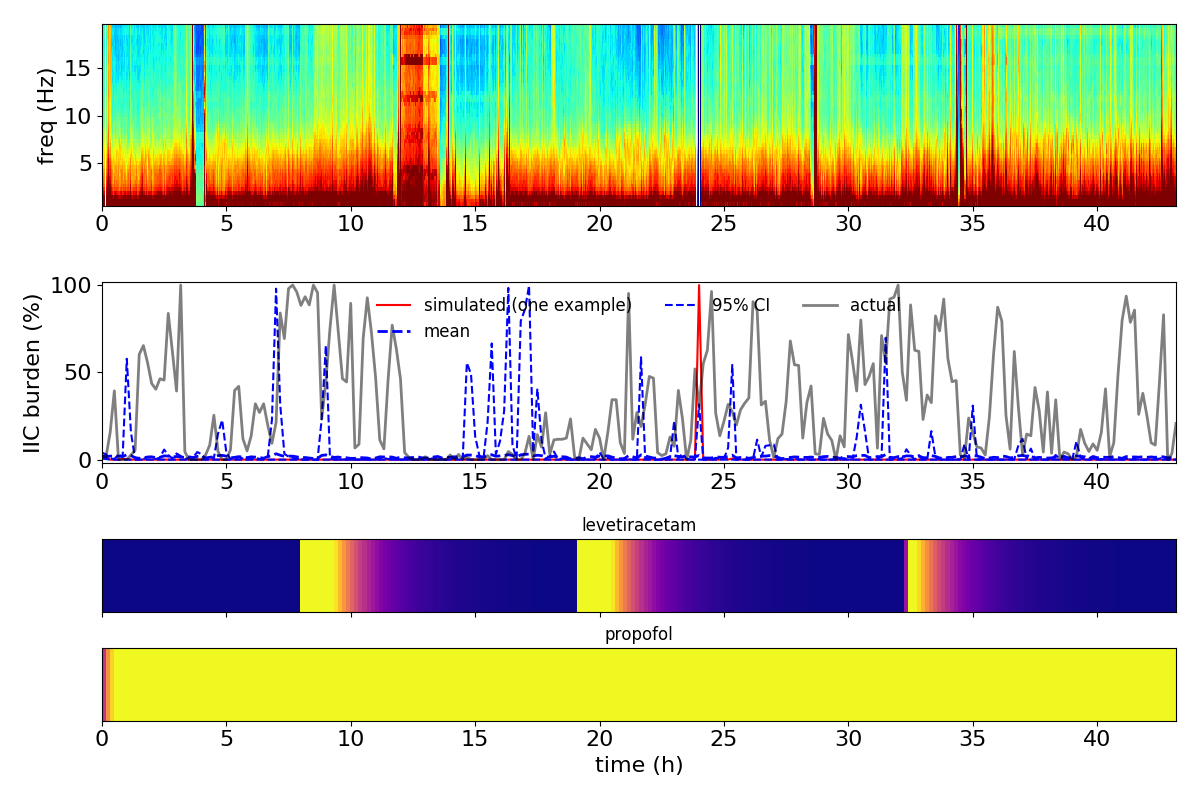 freq (Hz)
15
10
5
0 5 10 15 20 25 30 35 40
IIC burden (%)
100
50
0
simulated (one example) 95% CI actual
mean
0 5 10 15 20 25 30 35 40
levetiracetam
propofol
0 5 10 15 20 25 30 35 40
time (h)